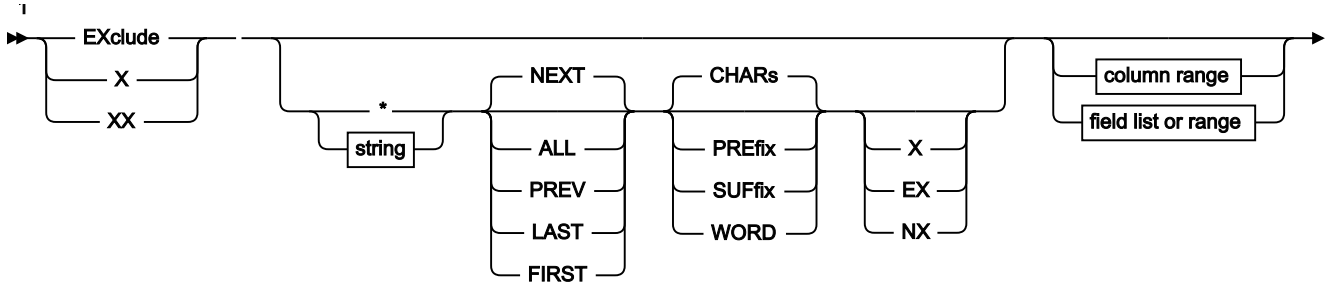 EXclude
X
XX
*
string
NEXT
ALL
PREV
LAST
FIRST
CHARs
PREfix
SUFfix
WORD
X
EX
NX
column range
field list or range